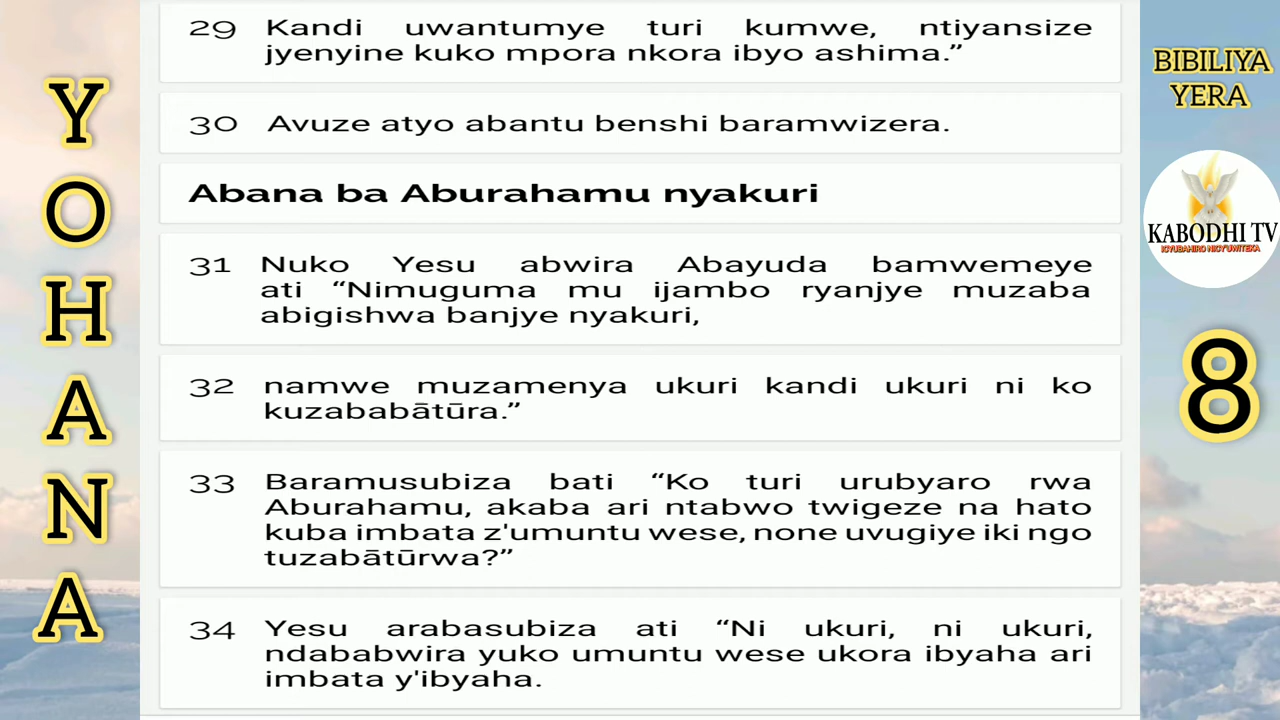 YOHANA
29 Kandi uwantumye turi kumwe, ntiyansize
jyenyine kuko mpora nkora ibyo ashima.”
30 Avuze atyo abantu benshi baramwizera.
Abana ba Aburahamu nyakuri
31 Nuko Yesu abwira Abayuda bamwemeye
ati “Nimuguma mu ijambo ryanjye muzaba
abigishwa banjye nyakuri,
32 namwe muzamenya ukuri kandi ukuri ni ko
kuzababātūra.”
33 Baramusubiza bati “Ko turi urubyaro rwa
Aburahamu, akaba ari ntabwo twigeze na hato
kuba imbata z'umuntu wese, none uvugiye iki ngo
tuzabātūrwa?”
34 Yesu arabasubiza ati “Ni ukuri, ni ukuri,
ndababwira yuko umuntu wese ukora ibyaha ari
imbata y'ibyaha.
BIBILIYA
YERA
KABODHI TV
ICYUBAHIRO NICY'UWITEKA
8